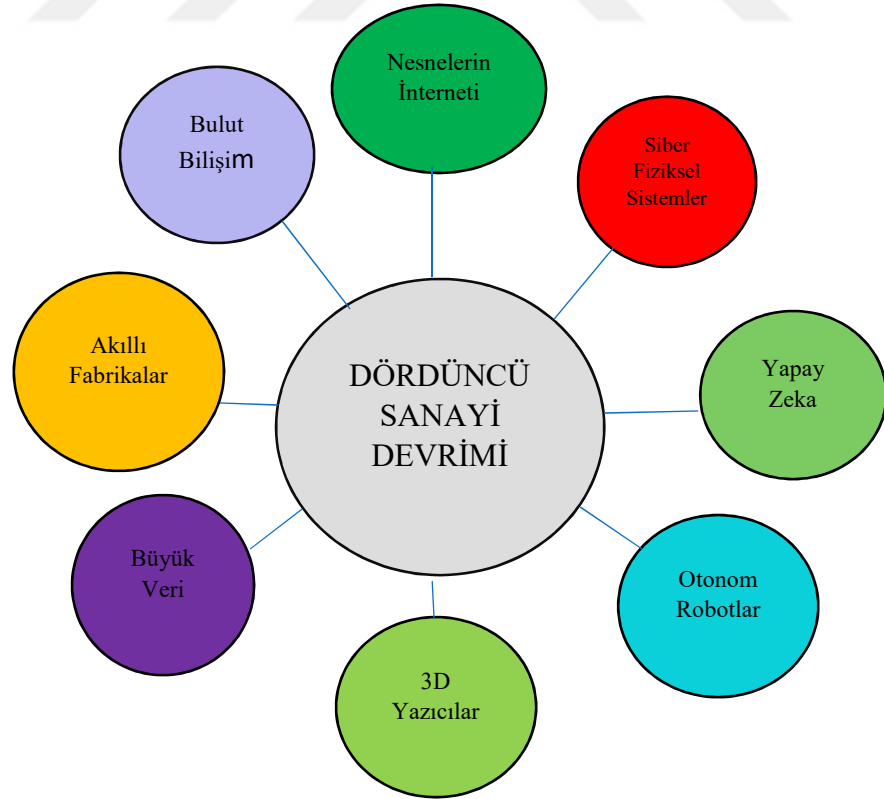 Nesnelerin
İnterneti
Bulut
Bilişim
Siber
Fiziksel
Sistemler
Akıllı
Fabrikalar
DÖRDÜNCÜ
SANAYİ
DEVRİMİ
Yapay
Zeka
Büyük
Veri
Otonom
Robotlar
3D
Yazıcılar